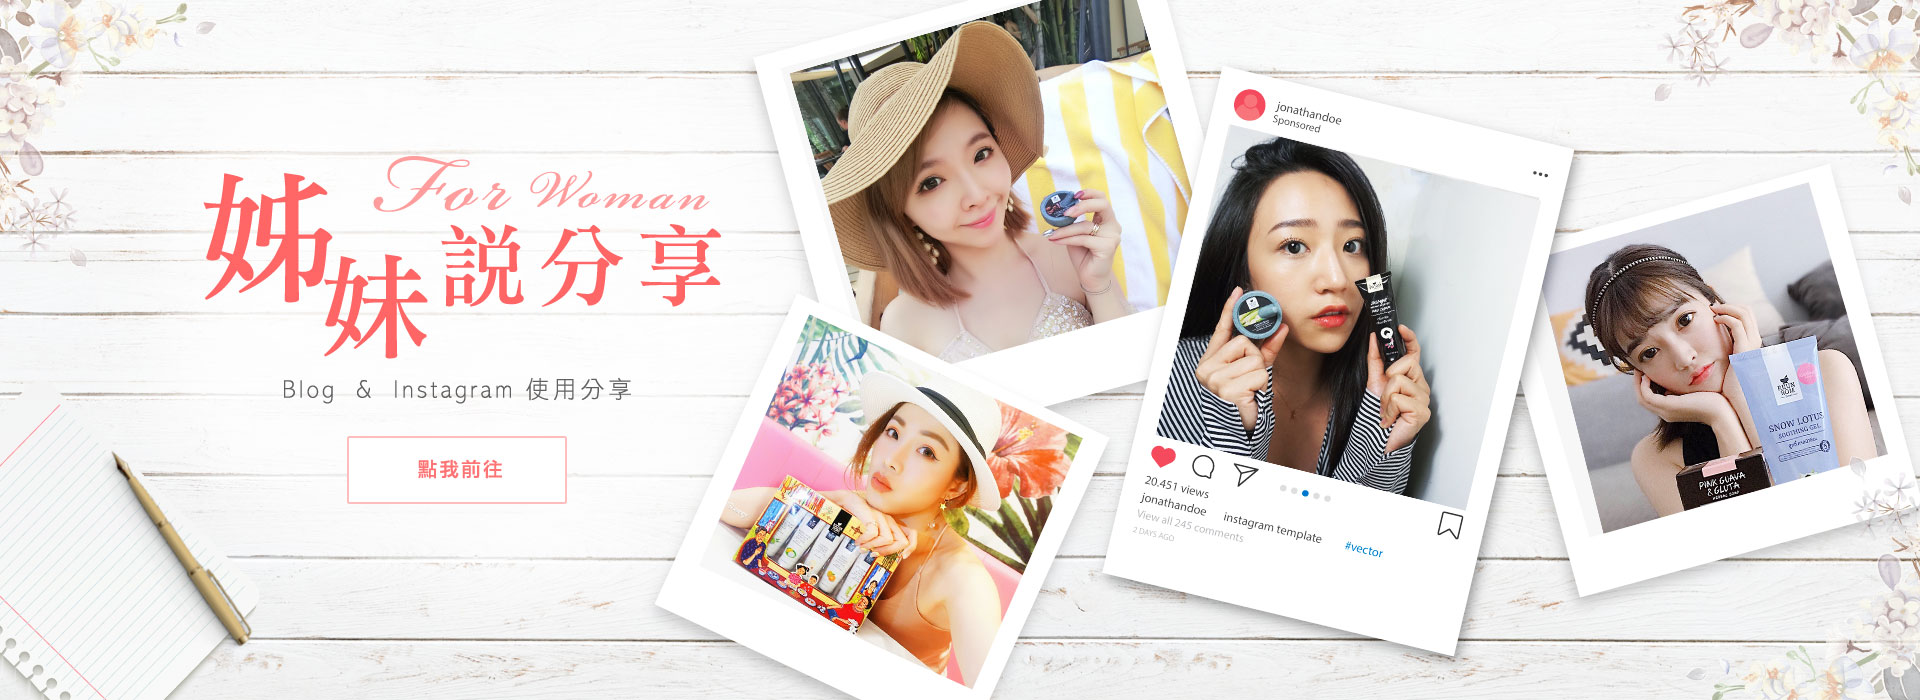 For Woman
姊妹說分享
Blog & Instagram 使用分享
點我前往
jonathandoe
Sponsored
20.451 views
jonathandoe instagram template #vector
View all 245 comments
2 DAYS AGO
SNOW LOTUS
SOOTHING GEL
PINK GUAVA
& GLUTA
HERBAL SOAP